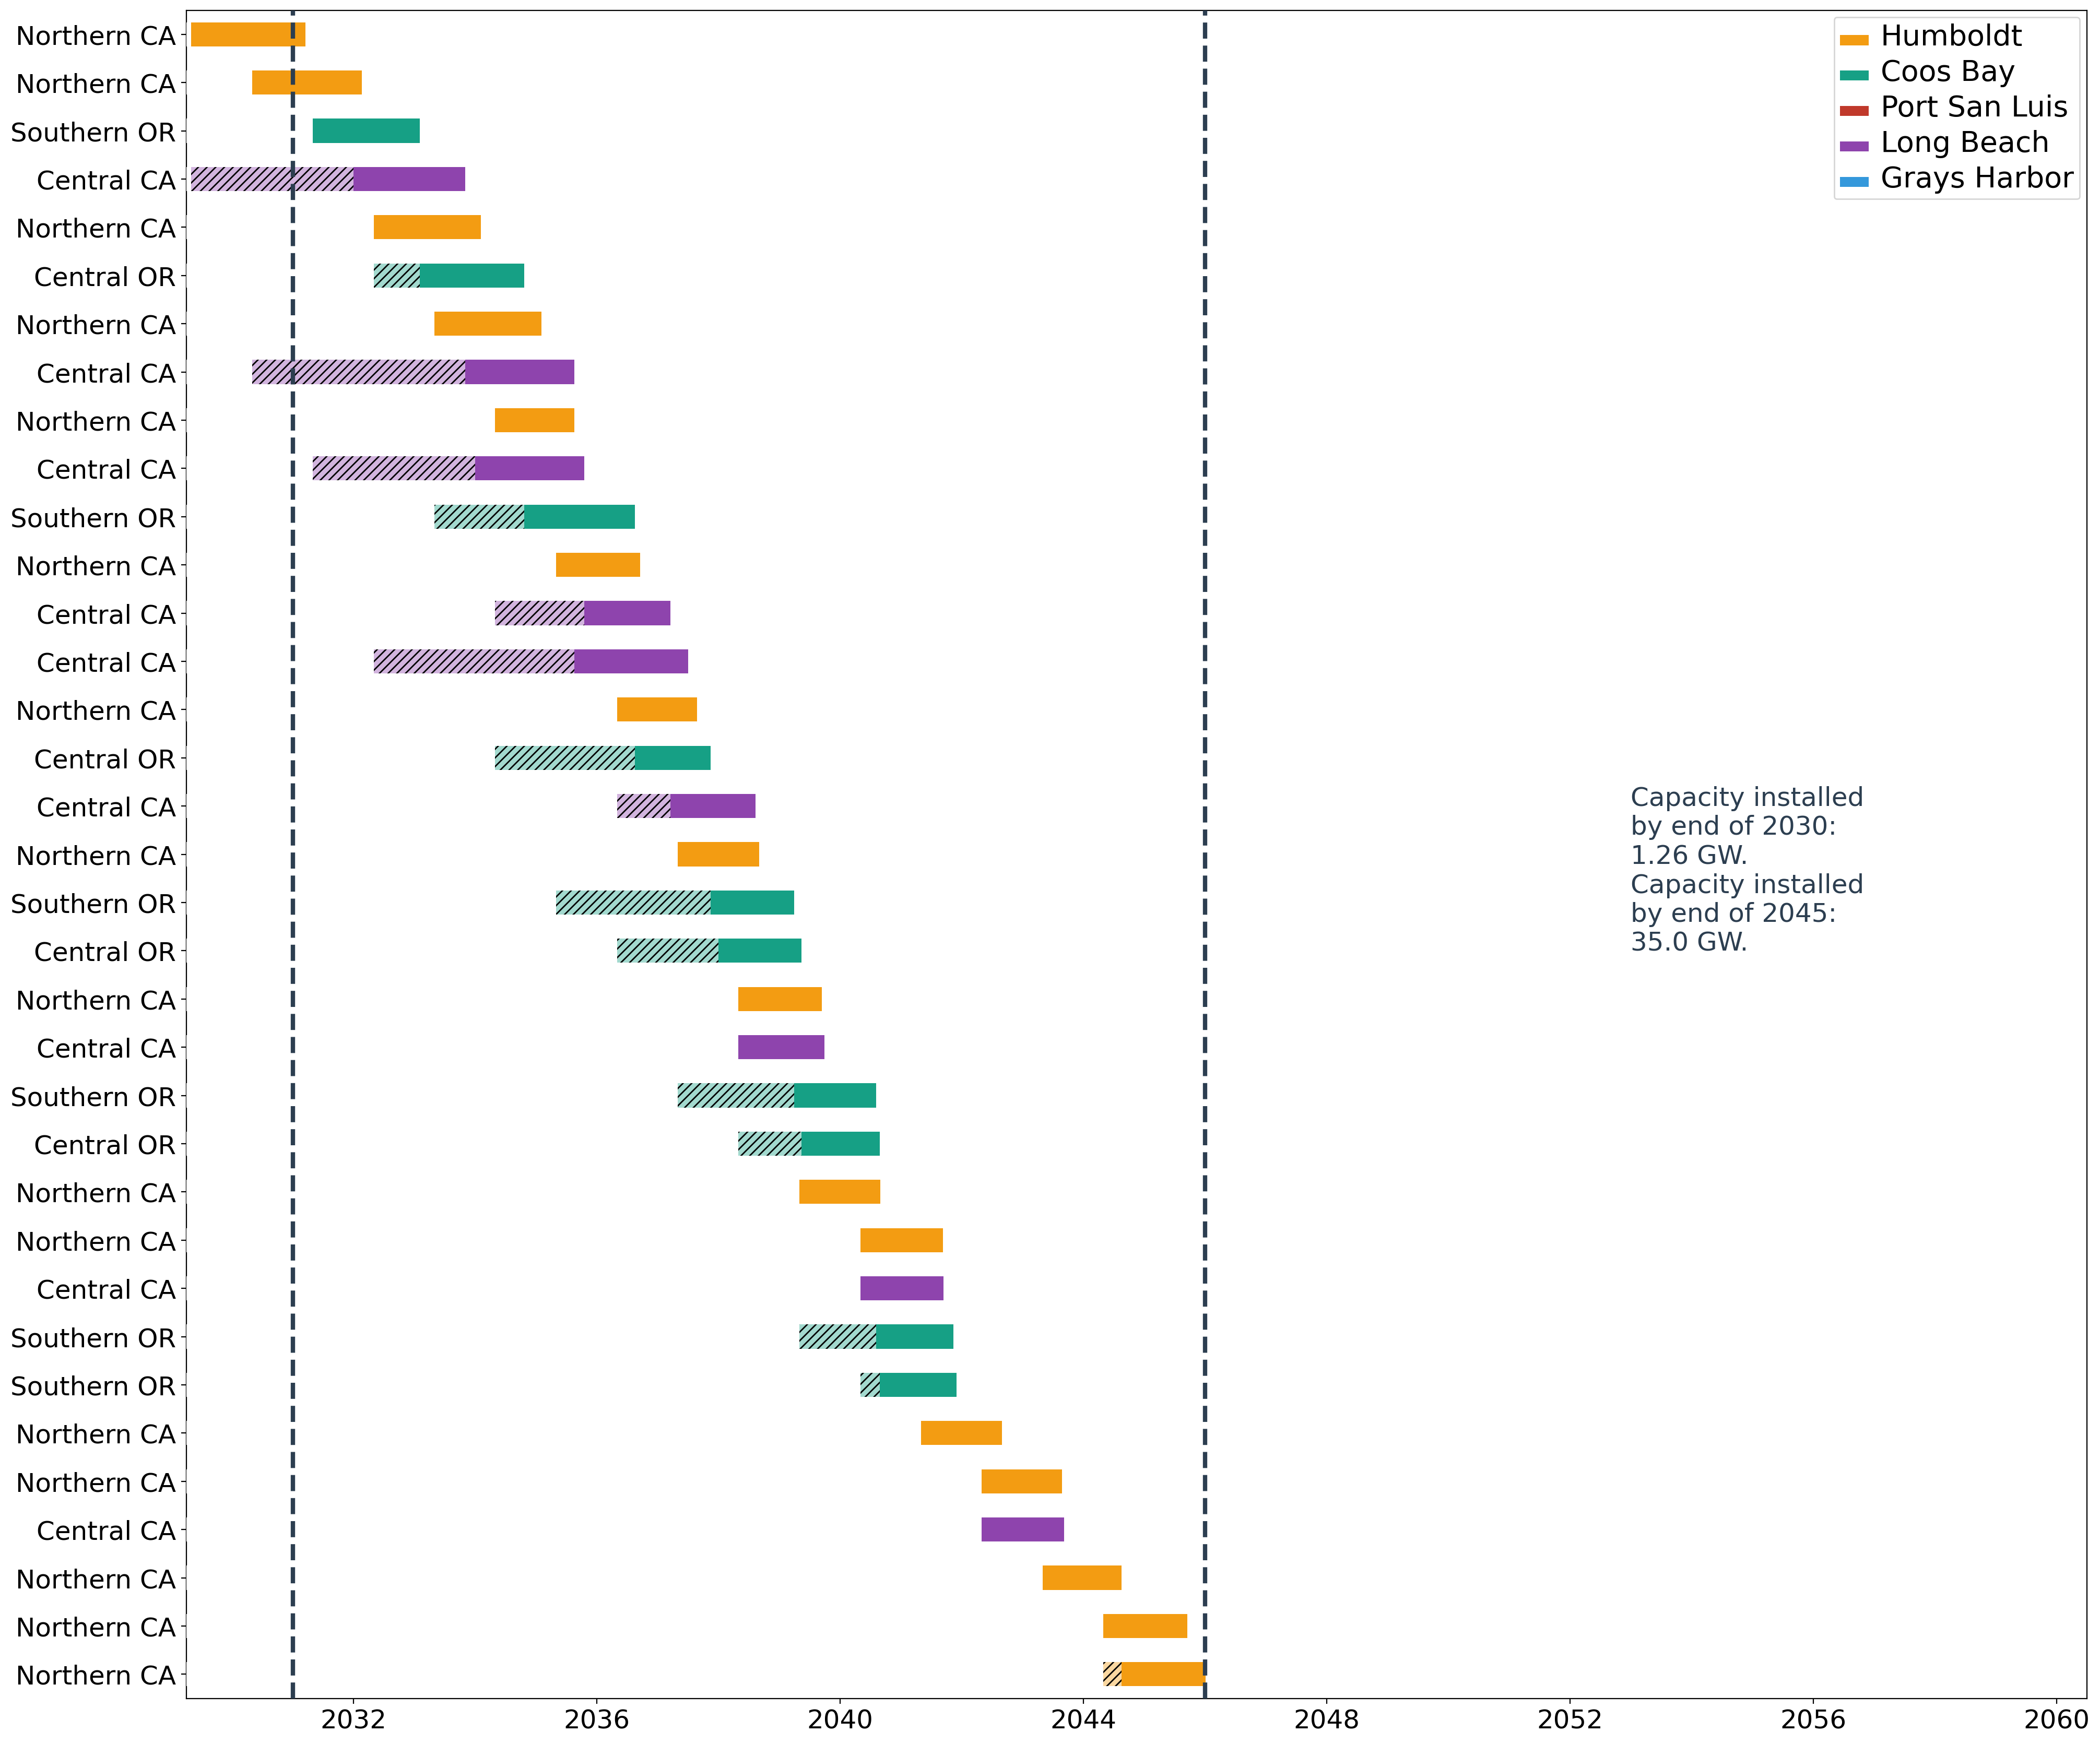 Northern CA
Northern CA
Southern OR
Central CA
Northern CA
Central OR
Northern CA
Central CA
Northern CA
Central CA
Southern OR
Northern CA
Central CA
Central CA
Northern CA
Central OR
Central CA
Northern CA
Southern OR
Central OR
Northern CA
Central CA
Southern OR
Central OR
Northern CA
Northern CA
Central CA
Southern OR
Southern OR
Northern CA
Northern CA
Central CA
Northern CA
Northern CA
Northern CA
Humboldt
Coos Bay
Port San Luis
Long Beach
Grays Harbor
Capacity installed
by end of 2030:
1.26 GW.
Capacity installed
by end of 2045:
35.0 GW.
2032 2036 2040 2044 2048 2052 2056 2060